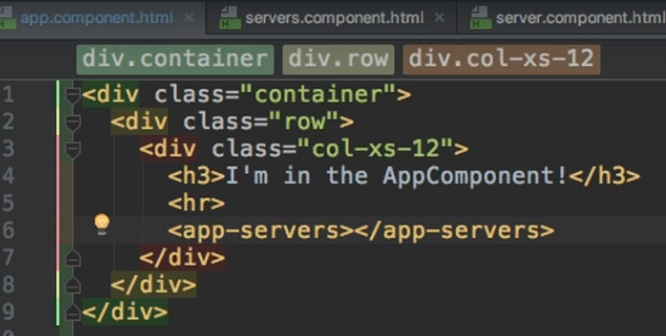 app.component.html × servers.component.html × server.component.html
div.container div.row div.col-xs-12
1 <div class="container">
2 <div class="row">
3 <div class="col-xs-12">
4 <h3>I'm in the AppComponent!</h3>
5 <hr>
6 <app-servers></app-servers>
7 </div>
8 </div>
9 </div>